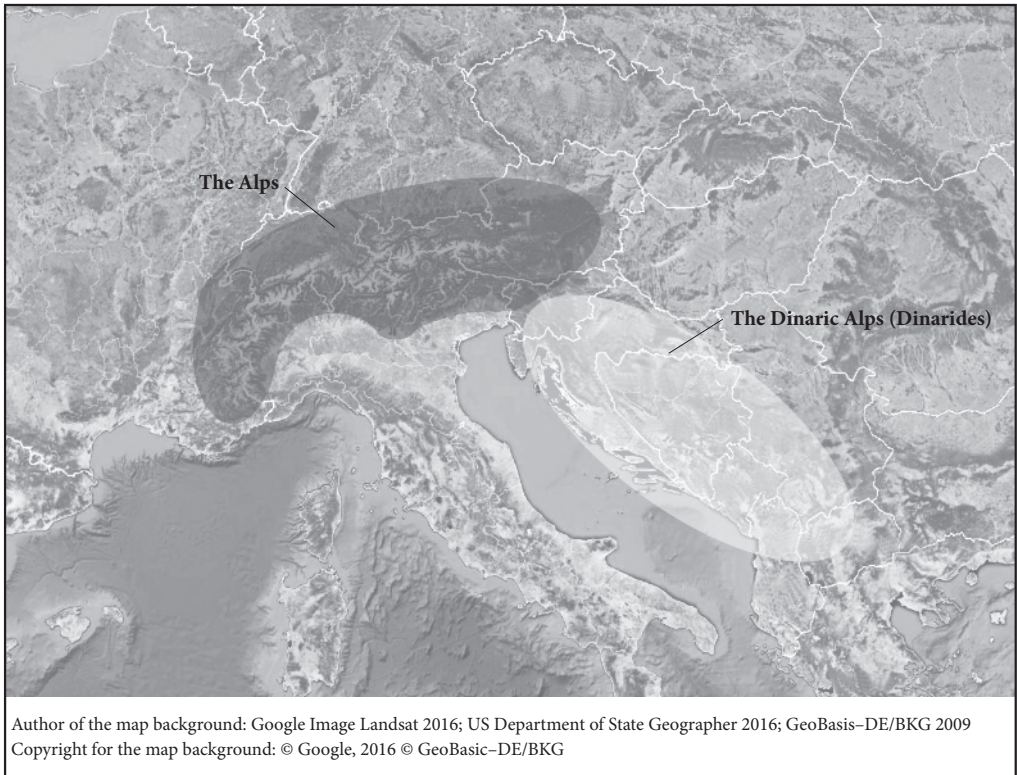 The Alps
The Dinaric Alps (Dinarides)
Author of the map background: Google Image Landsat 2016; US Department of State Geographer 2016; GeoBasis–DE/BKG 2009
Copyright for the map background: © Google, 2016 © GeoBasic–DE/BKG